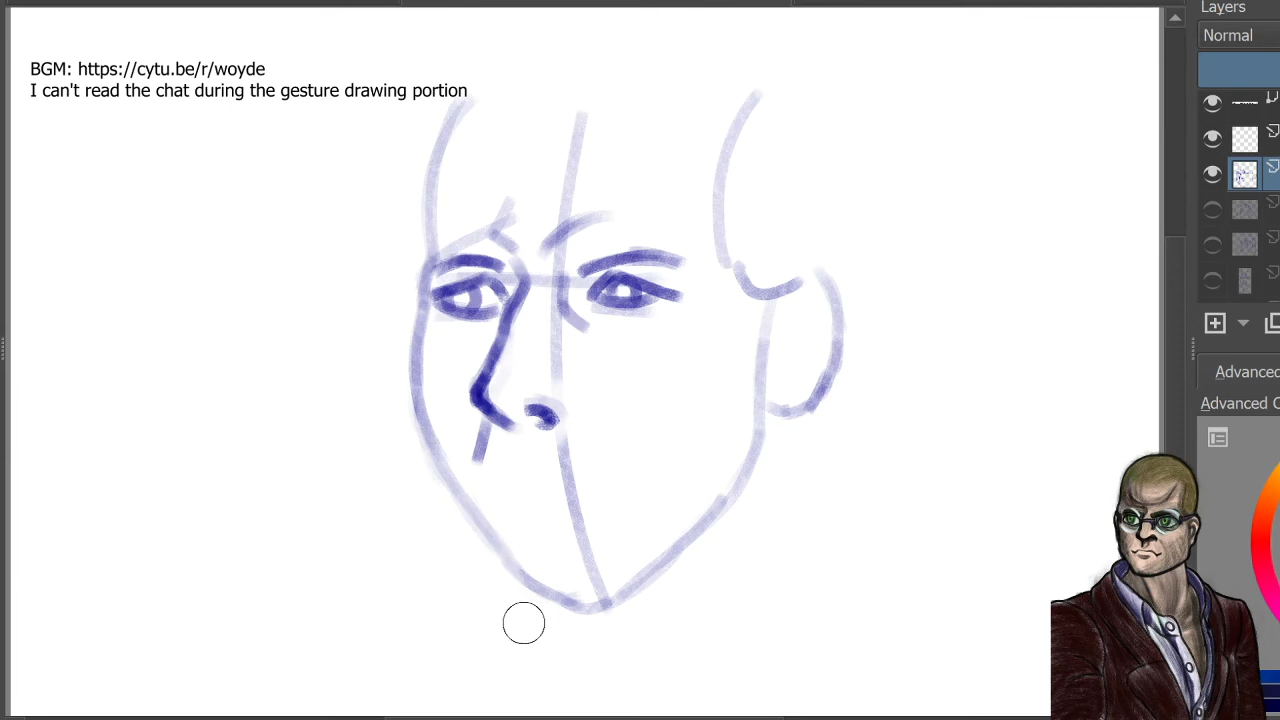 Layers
Normal
BGM: https://cytu.be/r/woyde
I can't read the chat during the gesture drawing portion
Advanced
Advanced C